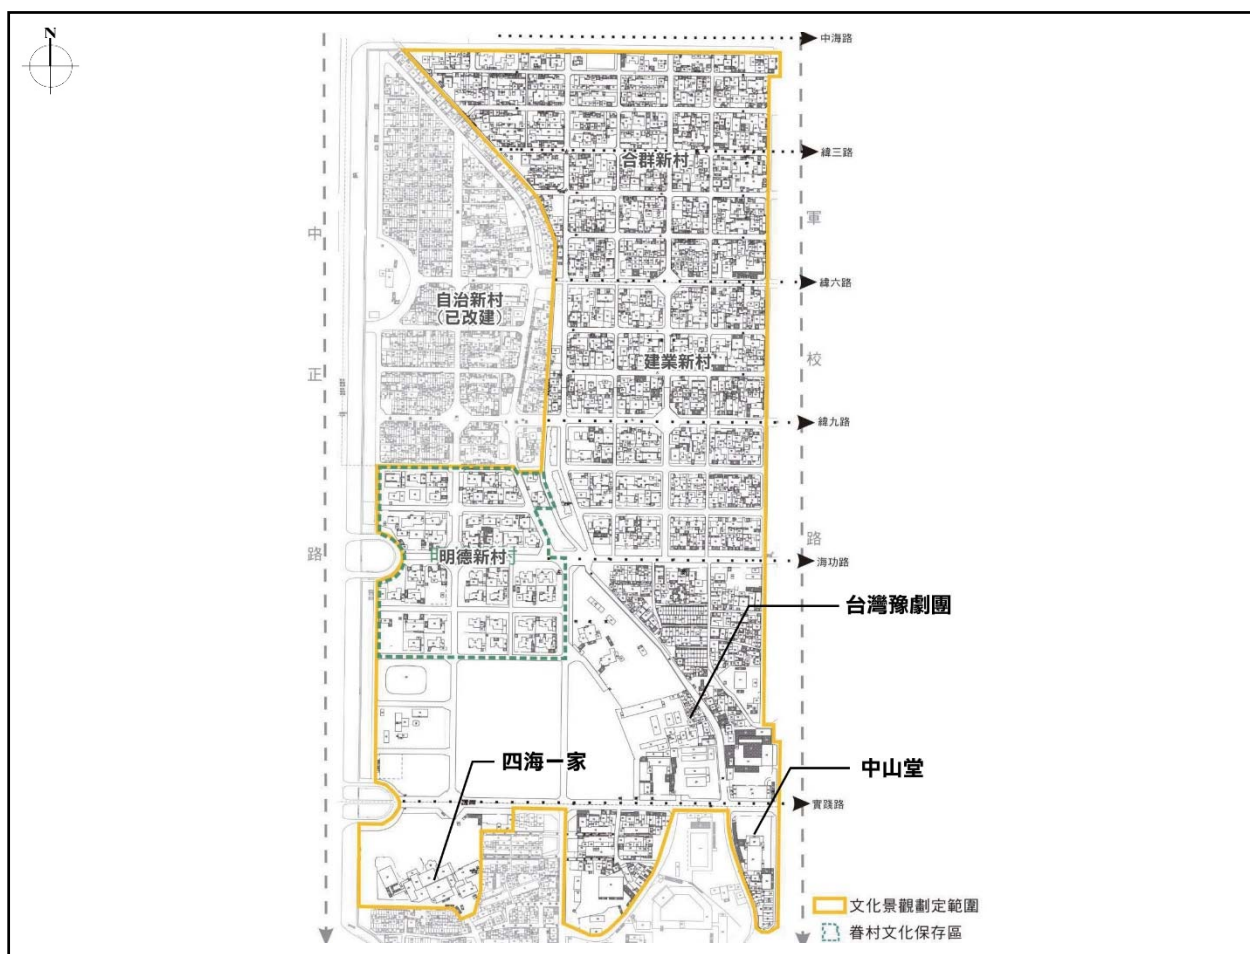 N
中海路
緯三路
合群新村
中
軍
緯六路
自治新村
(已改建)
建業新村
正
校
緯九路
路
明德新村
路
海功路
台灣豫劇團
四海一家
中山堂
實踐路
文化景觀劃定範圍
眷村文化保存區